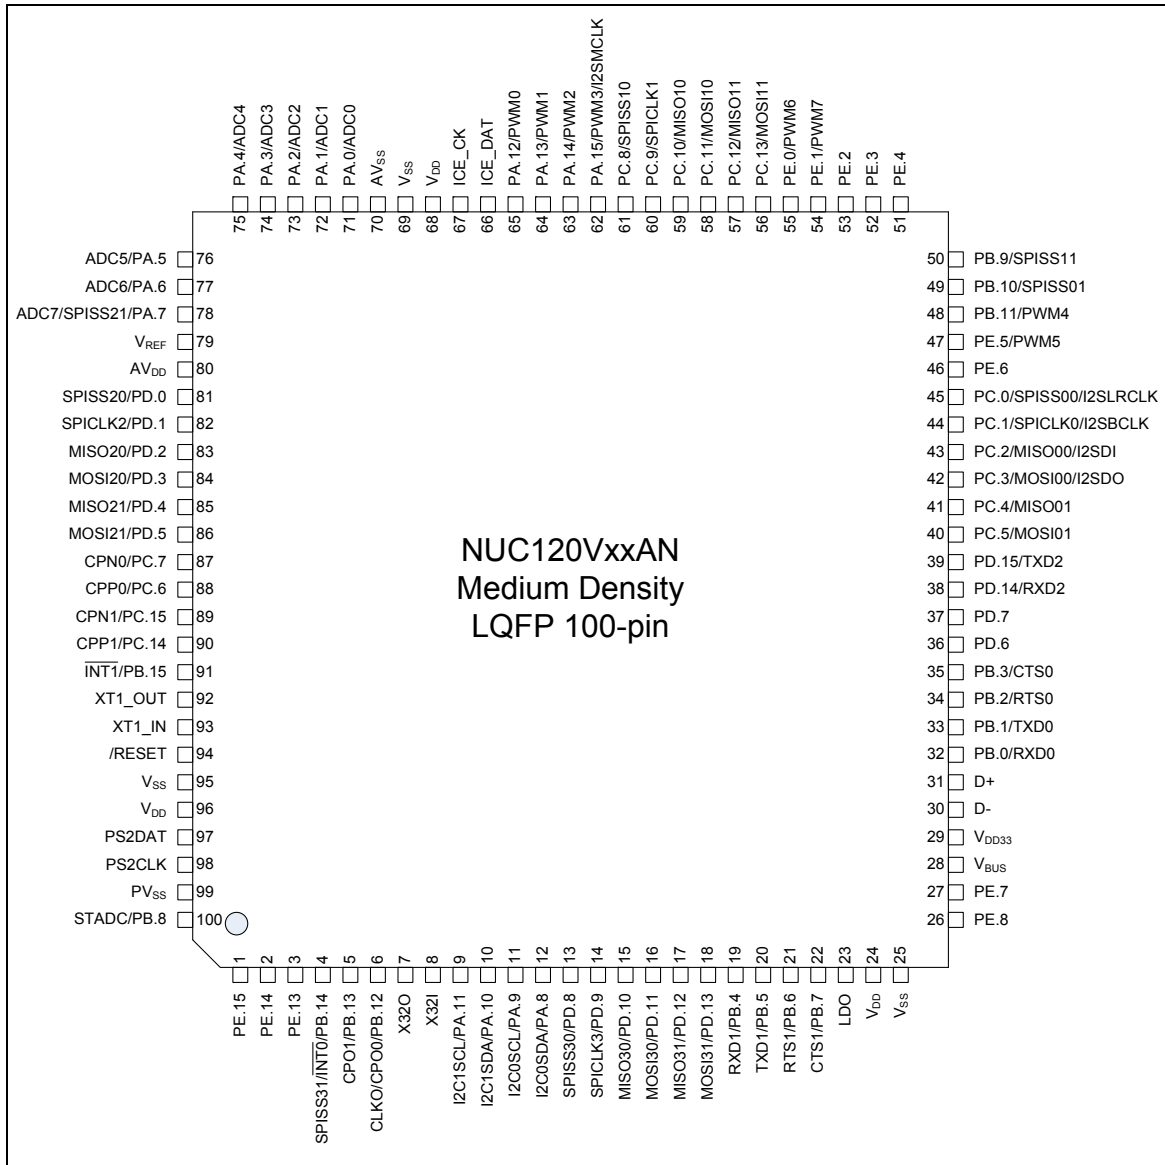 PA.4/ADC4
PA.3/ADC3
PA.2/ADC2
PA.1/ADC1
PA.0/ADC0
AVSS
VSS
VDD
ICE_CK
ICE_DAT
PA.12/PWM0
PA.13/PWM1
PA.14/PWM2
PA.15/PWM3/I2SMCLK
PC.8/SPISS10
PC.9/SPICLK1
PC.10/MISO10
PC.11/MOSI10
PC.12/MISO11
PC.13/MOSI11
PE.0/PWM6
PE.1/PWM7
PE.2
PE.3
PE.4
75
74
73
72
71
70
69
68
67
66
65
64
63
62
61
60
59
58
57
56
55
54
53
52
51
ADC5/PA.5 76
ADC6/PA.6 77
ADC7/SPISS21/PA.7 78
VREF 79
AVDD 80
SPISS20/PD.0 81
SPICLK2/PD.1 82
MISO20/PD.2 83
MOSI20/PD.3 84
MISO21/PD.4 85
MOSI21/PD.5 86
CPN0/PC.7 87
CPP0/PC.6 88
CPN1/PC.15 89
CPP1/PC.14 90
INT1/PB.15 91
XT1_OUT 92
XT1_IN 93
/RESET 94
VSS 95
VDD 96
PS2DAT 97
PS2CLK 98
PVSS 99
STADC/PB.8 100
NUC120VxxAN
Medium Density
LQFP 100-pin
50 PB.9/SPISS11
49 PB.10/SPISS01
48 PB.11/PWM4
47 PE.5/PWM5
46 PE.6
45 PC.0/SPISS00/I2SLRCLK
44 PC.1/SPICLK0/I2SBCLK
43 PC.2/MISO00/I2SDI
42 PC.3/MOSI00/I2SDO
41 PC.4/MISO01
40 PC.5/MOSI01
39 PD.15/TXD2
38 PD.14/RXD2
37 PD.7
36 PD.6
35 PB.3/CTS0
34 PB.2/RTS0
33 PB.1/TXD0
32 PB.0/RXD0
31 D+
30 D-
29 VDD33
28 VBUS
27 PE.7
26 PE.8
1
2
3
4
5
6
7
8
9
10
11
12
13
14
15
16
17
18
19
20
21
22
23
24
25
PE.15
PE.14
PE.13
SPISS31/INT0/PB.14
CPO1/PB.13
CLKO/CPO0/PB.12
X32O
X32I
I2C1SCL/PA.11
I2C1SDA/PA.10
I2C0SCL/PA.9
I2C0SDA/PA.8
SPISS30/PD.8
SPICLK3/PD.9
MISO30/PD.10
MOSI30/PD.11
MISO31/PD.12
MOSI31/PD.13
RXD1/PB.4
TXD1/PB.5
RTS1/PB.6
CTS1/PB.7
LDO
VDD
VSS